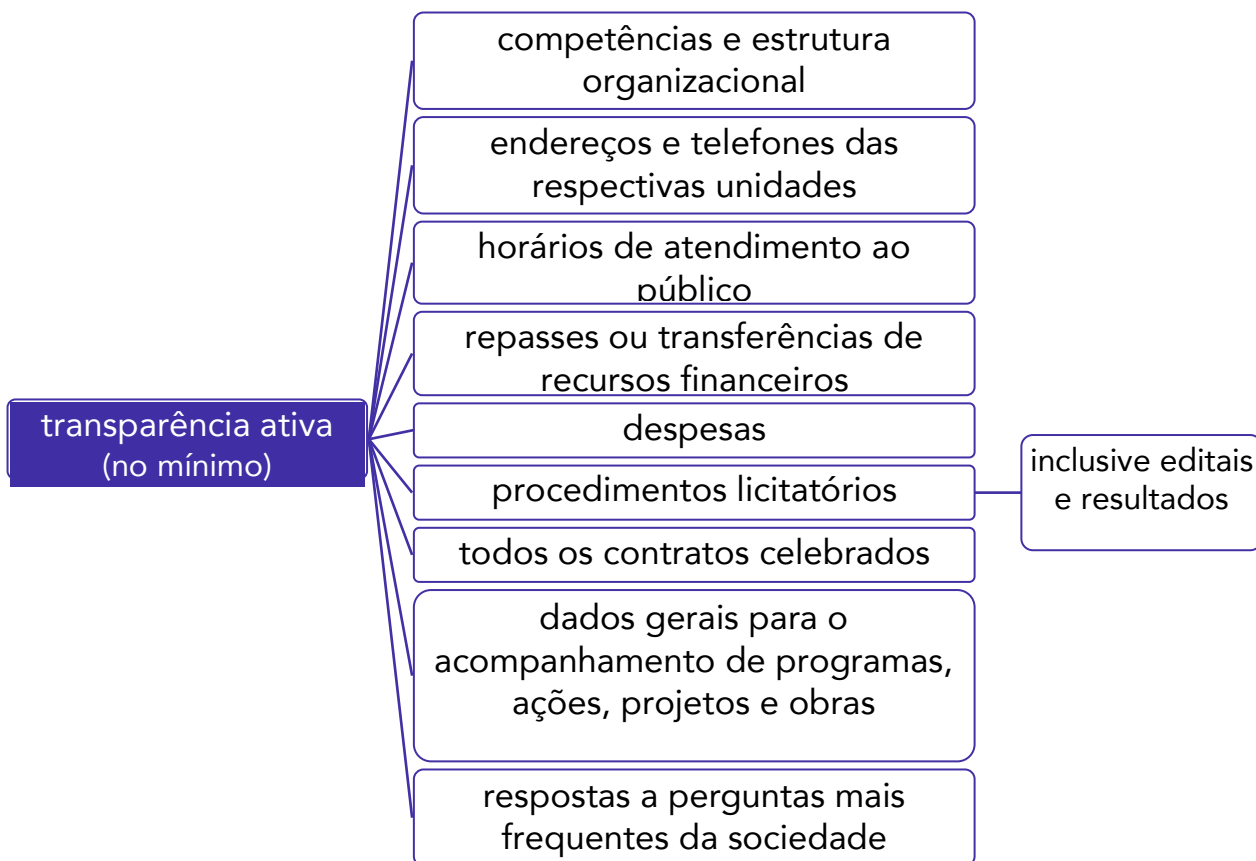 competências e estrutura
organizacional
endereços e telefones das
respectivas unidades
horários de atendimento ao
público
repasses ou transferências de
recursos financeiros
transparência ativa
(no mínimo)
despesas
procedimentos licitatórios
inclusive editais
e resultados
todos os contratos celebrados
dados gerais para o
acompanhamento de programas,
ações, projetos e obras
respostas a perguntas mais
frequentes da sociedade